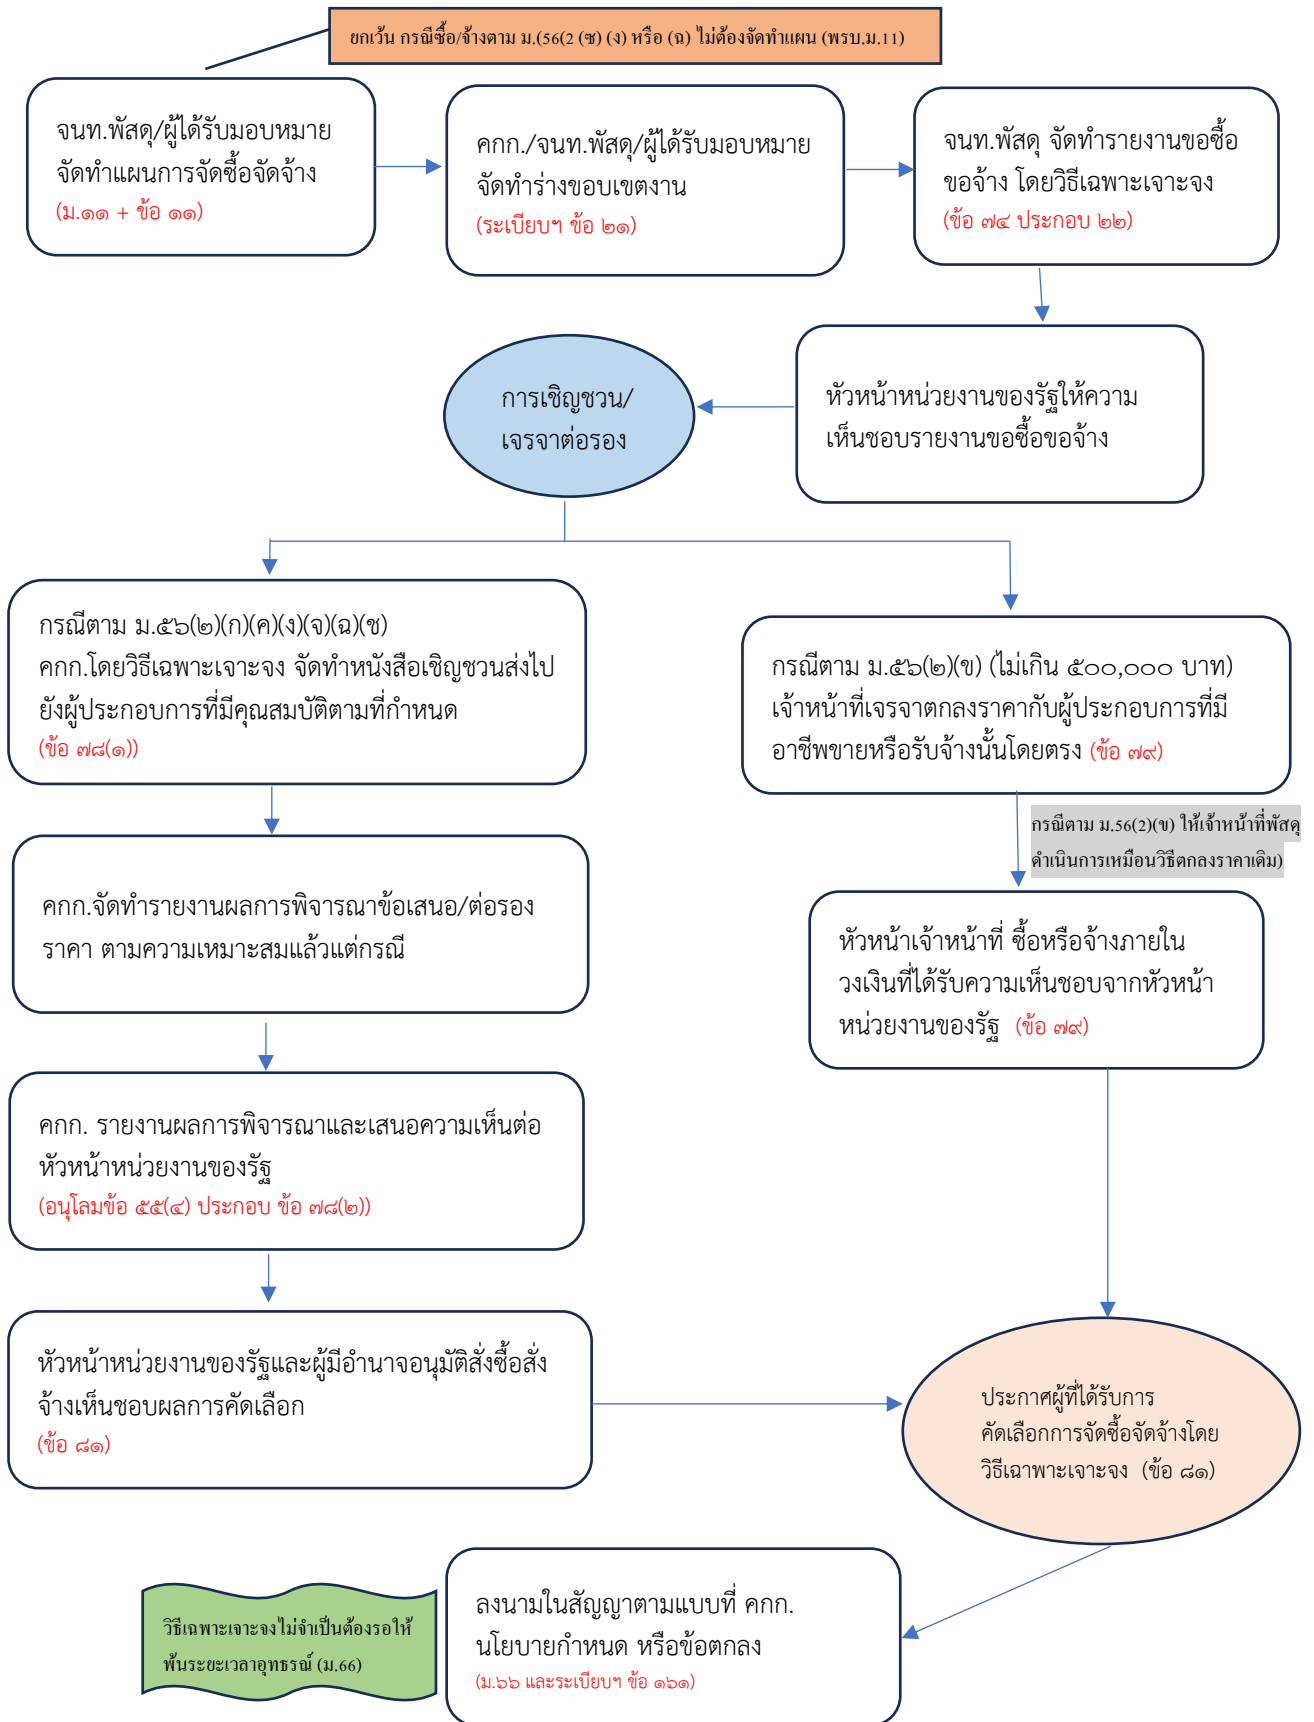 ยกเว้น กรณีซื้อ/จ้างตาม ม.(56(2 (ซ) (ง) หรือ (ฉ) ไม่ต้องจัดทำแผน (พรบ.ม.11)
จนท.พัสดุ/ผู้ได้รับมอบหมาย
จัดทำแผนการจัดซื้อจัดจ้าง
(ม.๑๑ + ข้อ ๑๑)
คกก./จนท.พัสดุ/ผู้ได้รับมอบหมาย
จัดทำร่างขอบเขตงาน
(ระเบียบฯ ข้อ ๒๑)
จนท.พัสดุ จัดทำรายงานขอซื้อ
ขอจ้าง โดยวิธีเฉพาะเจาะจง
(ข้อ ๗๔ ประกอบ ๒๒)
หัวหน้าหน่วยงานของรัฐให้ความ
เห็นชอบรายงานขอซื้อขอจ้าง
การเชิญชวน/
เจรจาต่อรอง
กรณีตาม ม.๕๖(๒)(ก)(ค)(ง)(จ)(ฉ)(ช)
คกก.โดยวิธีเฉพาะเจาะจง จัดทำหนังสือเชิญชวนส่งไป
ยังผู้ประกอบการที่มีคุณสมบัติตามที่กำหนด
(ข้อ ๗๘(๑))
กรณีตาม ม.๕๖(๒)(ข) (ไม่เกิน ๕๐๐,๐๐๐ บาท)
เจ้าหน้าที่เจรจาตกลงราคากับผู้ประกอบการที่มี
อาชีพขายหรือรับจ้างนั้นโดยตรง (ข้อ ๗๙)
กรณีตาม ม.56(2)(ข) ให้เจ้าหน้าที่พัสดุ
ดำเนินการเหมือนวิธีตกลงราคาเดิม)
คกก.จัดทำรายงานผลการพิจารณาข้อเสนอ/ต่อรอง
ราคา ตามความเหมาะสมแล้วแต่กรณี
หัวหน้าเจ้าหน้าที่ ซื้อหรือจ้างภายใน
วงเงินที่ได้รับความเห็นชอบจากหัวหน้า
หน่วยงานของรัฐ (ข้อ ๗๙)
คกก. รายงานผลการพิจารณาและเสนอความเห็นต่อ
หัวหน้าหน่วยงานของรัฐ
(อนุโลมข้อ ๕๕(๔) ประกอบ ข้อ ๗๘(๒))
หัวหน้าหน่วยงานของรัฐและผู้มีอำนาจอนุมัติสั่งซื้อสั่ง
จ้างเห็นชอบผลการคัดเลือก
(ข้อ ๘๑)
ประกาศผู้ที่ได้รับการ
คัดเลือกการจัดซื้อจัดจ้างโดย
วิธีเฉาพาะเจาะจง (ข้อ ๘๑)
วิธีเฉพาะเจาะจงไม่จำเป็นต้องรอให้
พ้นระยะเวลาอุทธรณ์ (ม.66)
ลงนามในสัญญาตามแบบที่ คกก.
นโยบายกำหนด หรือข้อตกลง
(ม.๖๖ และระเบียบฯ ข้อ ๑๖๑)